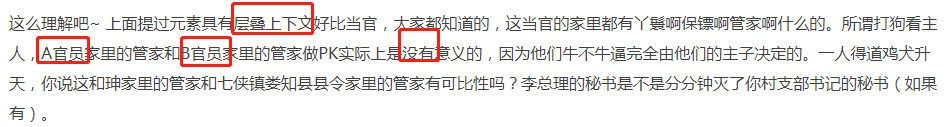 这么理解吧~ 上面提过元素具有层叠上下文好比当官，大家都知道的，这当官的家里都有丫鬟啊保镖啊管家啊什么的。所谓打狗看主
人，A官员家里的管家和B官员家里的管家做PK实际上是没有意义的，因为他们牛不牛逼完全由他们的主子决定的。一人得道鸡犬升
天，你说这和珅家里的管家和七侠镇娄知县县令家里的管家有可比性吗？李总理的秘书是不是分分钟灭了你村支部书记的秘书（如果
有）。